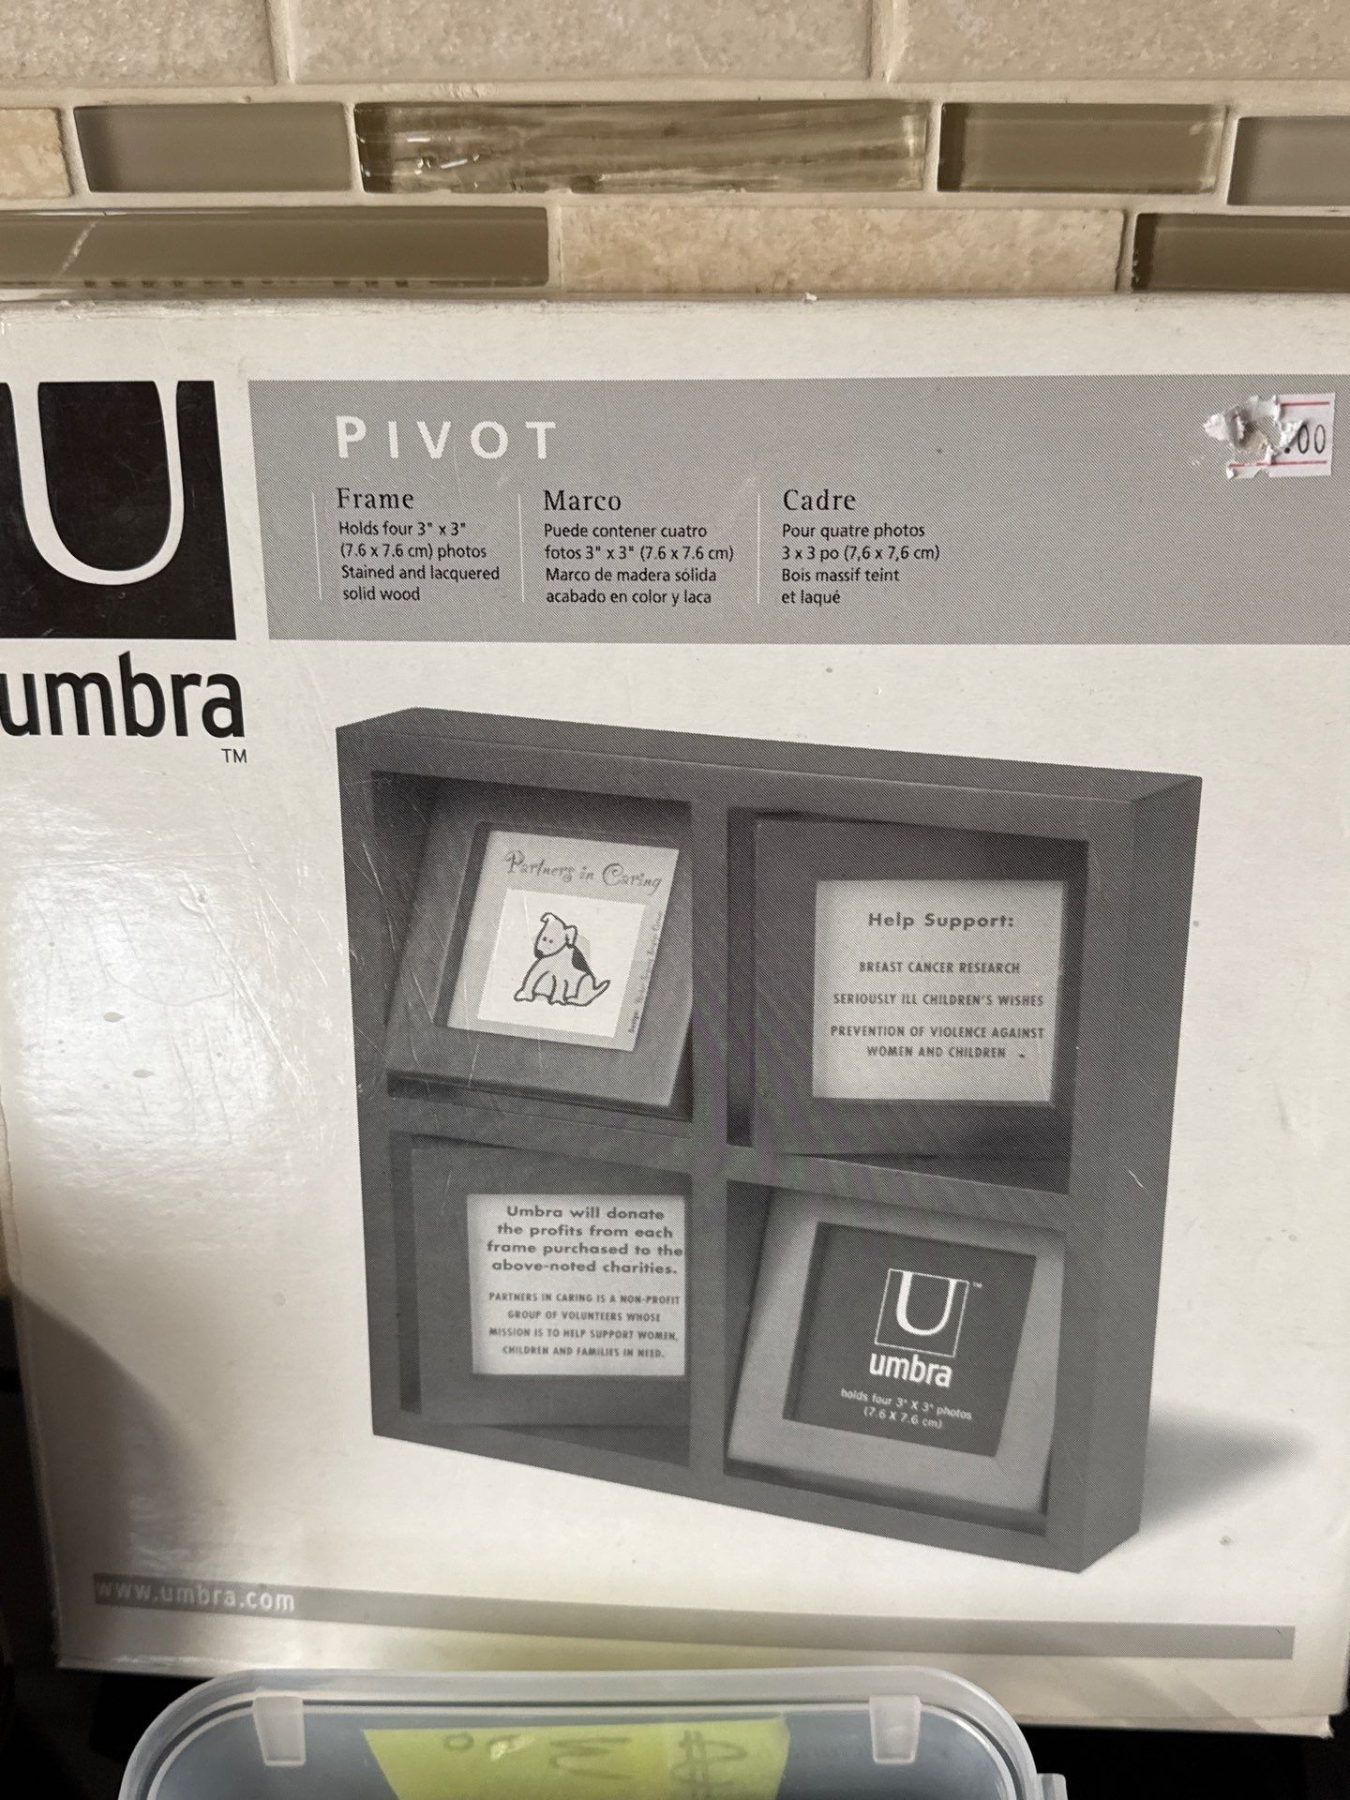 umbra
TM
PIVOT
Frame
Holds four 3" x 3"
(7.6 x 7.6 cm) photos
Stained and lacquered
solid wood
Marco
Puede contener cuatro
fotos 3" x 3" (7.6 x 7.6 cm)
Marco de madera sólida
acabado en color y laca
Cadre
Pour quatre photos
3 x 3 po (7,6 x 7,6 cm)
Bois massif teint
et laqué
.00
Partners in Caring
Help Support:
BREAST CANCER RESEARCH
SERIOUSLY ILL CHILDREN'S WISHES
PREVENTION OF VIOLENCE AGAINST
WOMEN AND CHILDREN
Umbra will donate
the profits from each
frame purchased to the
above-noted charities.
PARTNERS IN CARING IS A NON-PROFIT
GROUP OF VOLUNTEERS WHOSE
MISSION IS TO HELP SUPPORT WOMEN,
CHILDREN AND FAMILIES IN NEED.
U
TM
umbra
holds four 3" X 3" photos
(7.6 X 7.6 cm)
www.umbra.com